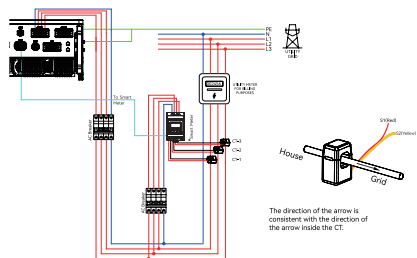 PE
N
L1
L2
L3
UTILITY
GRID
UTILITY METER
FOR BILLING
PURPOSES
To Smart
Meter
AC Breaker
Smart Meter
CT-3
CT-2
CT-1
AC Breaker
S1(Red)
S2(Yellow)
House
Grid
The direction of the arrow is
consistent with the direction of
the arrow inside the CT.